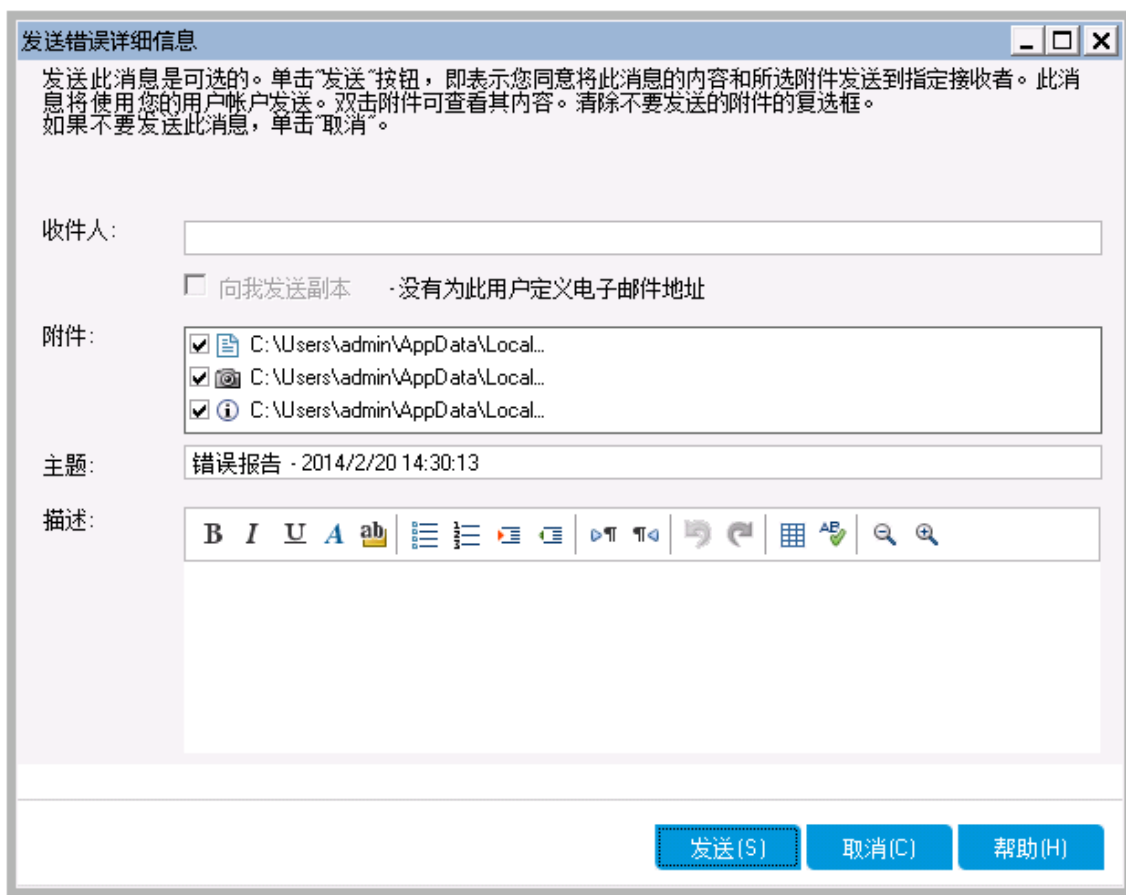 发送错误详细信息
发送此消息是可选的。单击"发送"按钮，即表示您同意将此消息的内容和所选附件发送到指定接收者。此消
息将使用您的用户帐户发送。双击附件可查看其内容。清除不要发送的附件的复选框。
如果不要发送此消息，单击"取消"。
收件人:
向我发送副本 - 没有为此用户定义电子邮件地址
附件:
C:\Users\admin\AppData\Local...
C:\Users\admin\AppData\Local...
C:\Users\admin\AppData\Local...
主题: 错误报告 - 2014/2/20 14:30:13
描述:
B I U A ab
发送(S) 取消(C) 帮助(H)